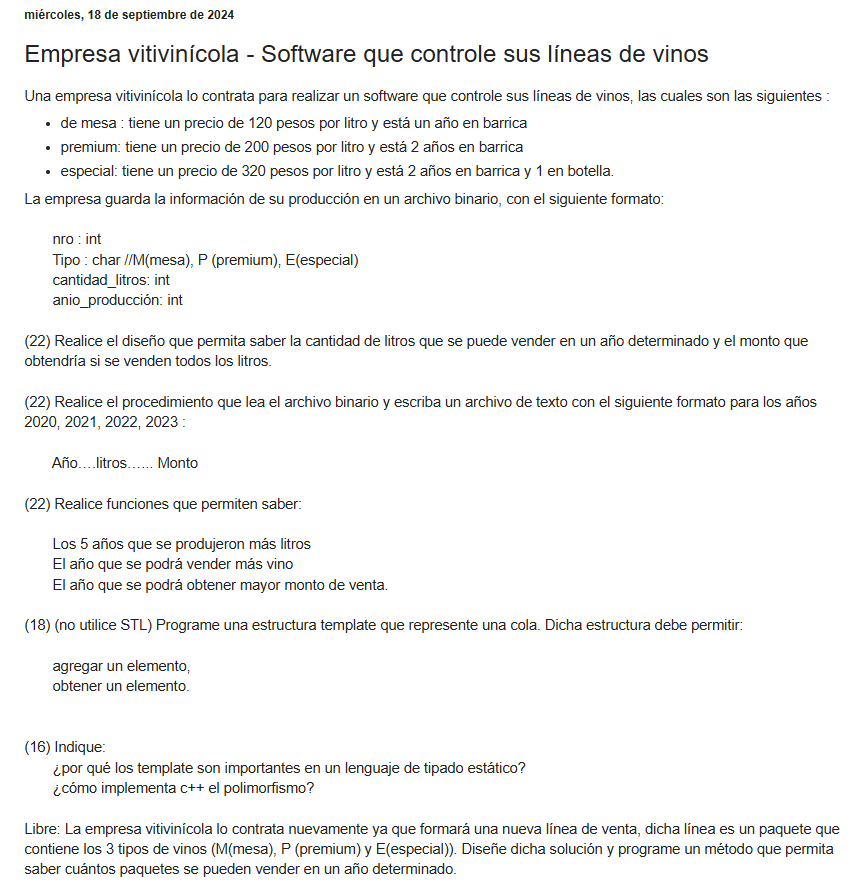 miércoles, 18 de septiembre de 2024
Empresa vitivinícola - Software que controle sus líneas de vinos
Una empresa vitivinícola lo contrata para realizar un software que controle sus líneas de vinos, las cuales son las siguientes :
• de mesa : tiene un precio de 120 pesos por litro y está un año en barrica
• premium: tiene un precio de 200 pesos por litro y está 2 años en barrica
• especial: tiene un precio de 320 pesos por litro y está 2 años en barrica y 1 en botella.
La empresa guarda la información de su producción en un archivo binario, con el siguiente formato:
nro : int
Tipo : char //M(mesa), P (premium), E(especial)
cantidad_litros: int
anio_producción: int
(22) Realice el diseño que permita saber la cantidad de litros que se puede vender en un año determinado y el monto que
obtendría si se venden todos los litros.
(22) Realice el procedimiento que lea el archivo binario y escriba un archivo de texto con el siguiente formato para los años
2020, 2021, 2022, 2023 :
Año….litros…... Monto
(22) Realice funciones que permiten saber:
Los 5 años que se produjeron más litros
El año que se podrá vender más vino
El año que se podrá obtener mayor monto de venta.
(18) (no utilice STL) Programe una estructura template que represente una cola. Dicha estructura debe permitir:
agregar un elemento,
obtener un elemento.
(16) Indique:
¿por qué los template son importantes en un lenguaje de tipado estático?
¿cómo implementa c++ el polimorfismo?
Libre: La empresa vitivinícola lo contrata nuevamente ya que formará una nueva línea de venta, dicha línea es un paquete que
contiene los 3 tipos de vinos (M(mesa), P (premium) y E(especial)). Diseñe dicha solución y programe un método que permita
saber cuántos paquetes se pueden vender en un año determinado.